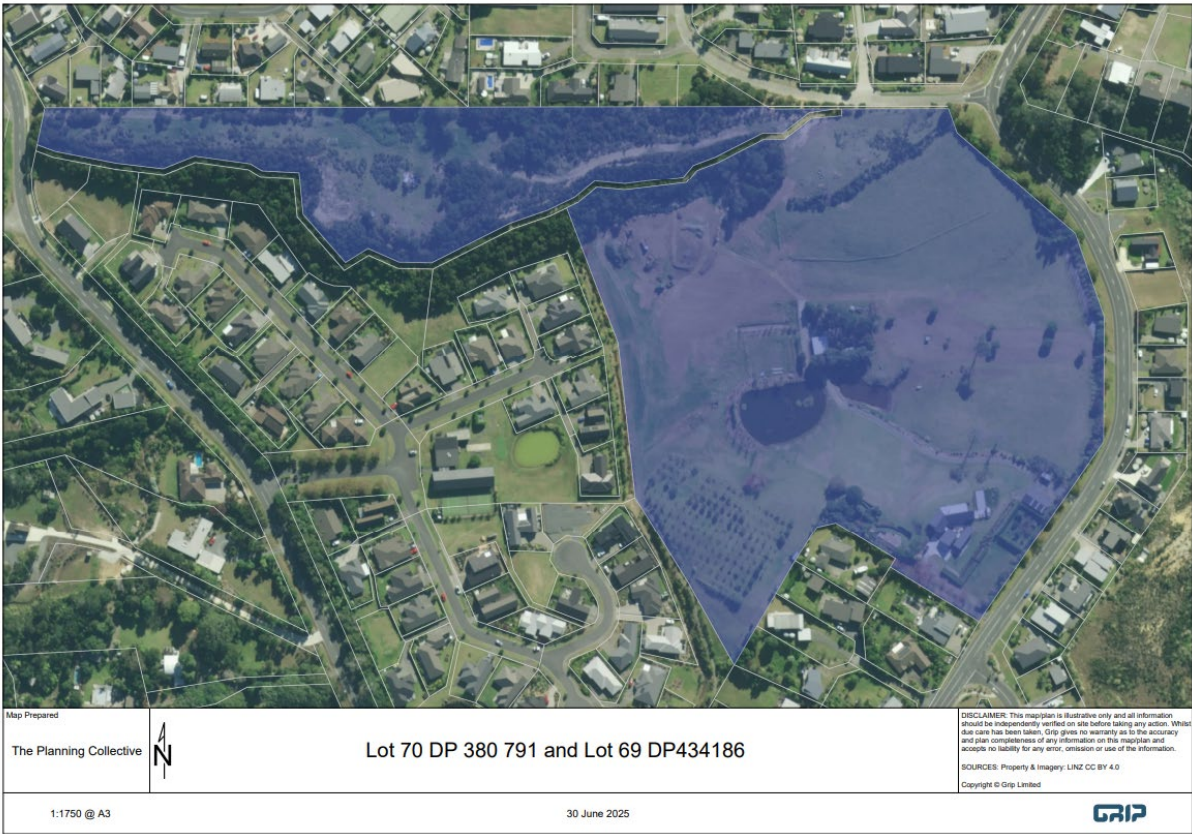 Map Prepared
The Planning Collective
N
Lot 70 DP 380 791 and Lot 69 DP434186
DISCLAIMER: This map/plan is illustrative only and all information
should be independently verified on site before taking any action. Whilst
due care has been taken, Grip gives no warranty as to the accuracy
and plan completeness of any information on this map/plan and
accepts no liability for any error, omission or use of the information.
SOURCES: Property & Imagery: LINZ CC BY 4.0
Copyright © Grip Limited
1:1750 @ A3
30 June 2025
GRIP